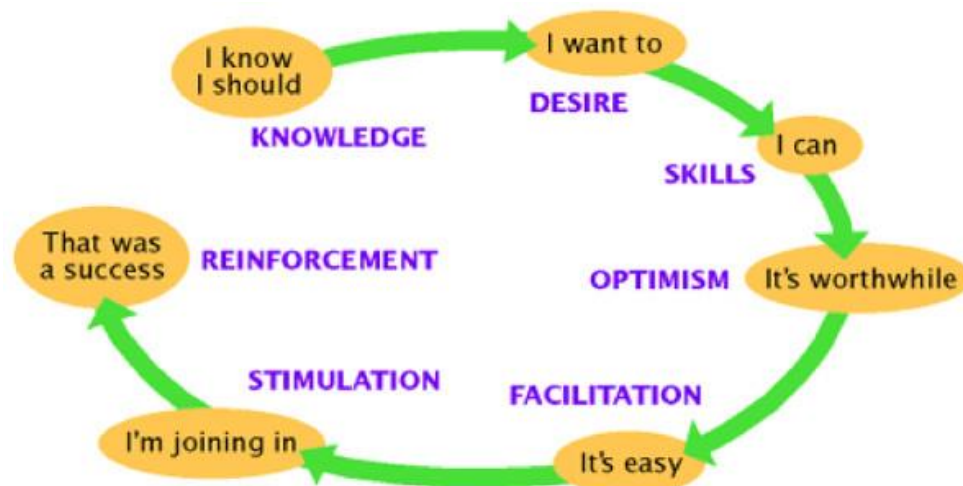 I know
I should
KNOWLEDGE
I want to
DESIRE
I can
SKILLS
It's worthwhile
OPTIMISM
It's easy
FACILITATION
I'm joining in
STIMULATION
That was
a success
REINFORCEMENT